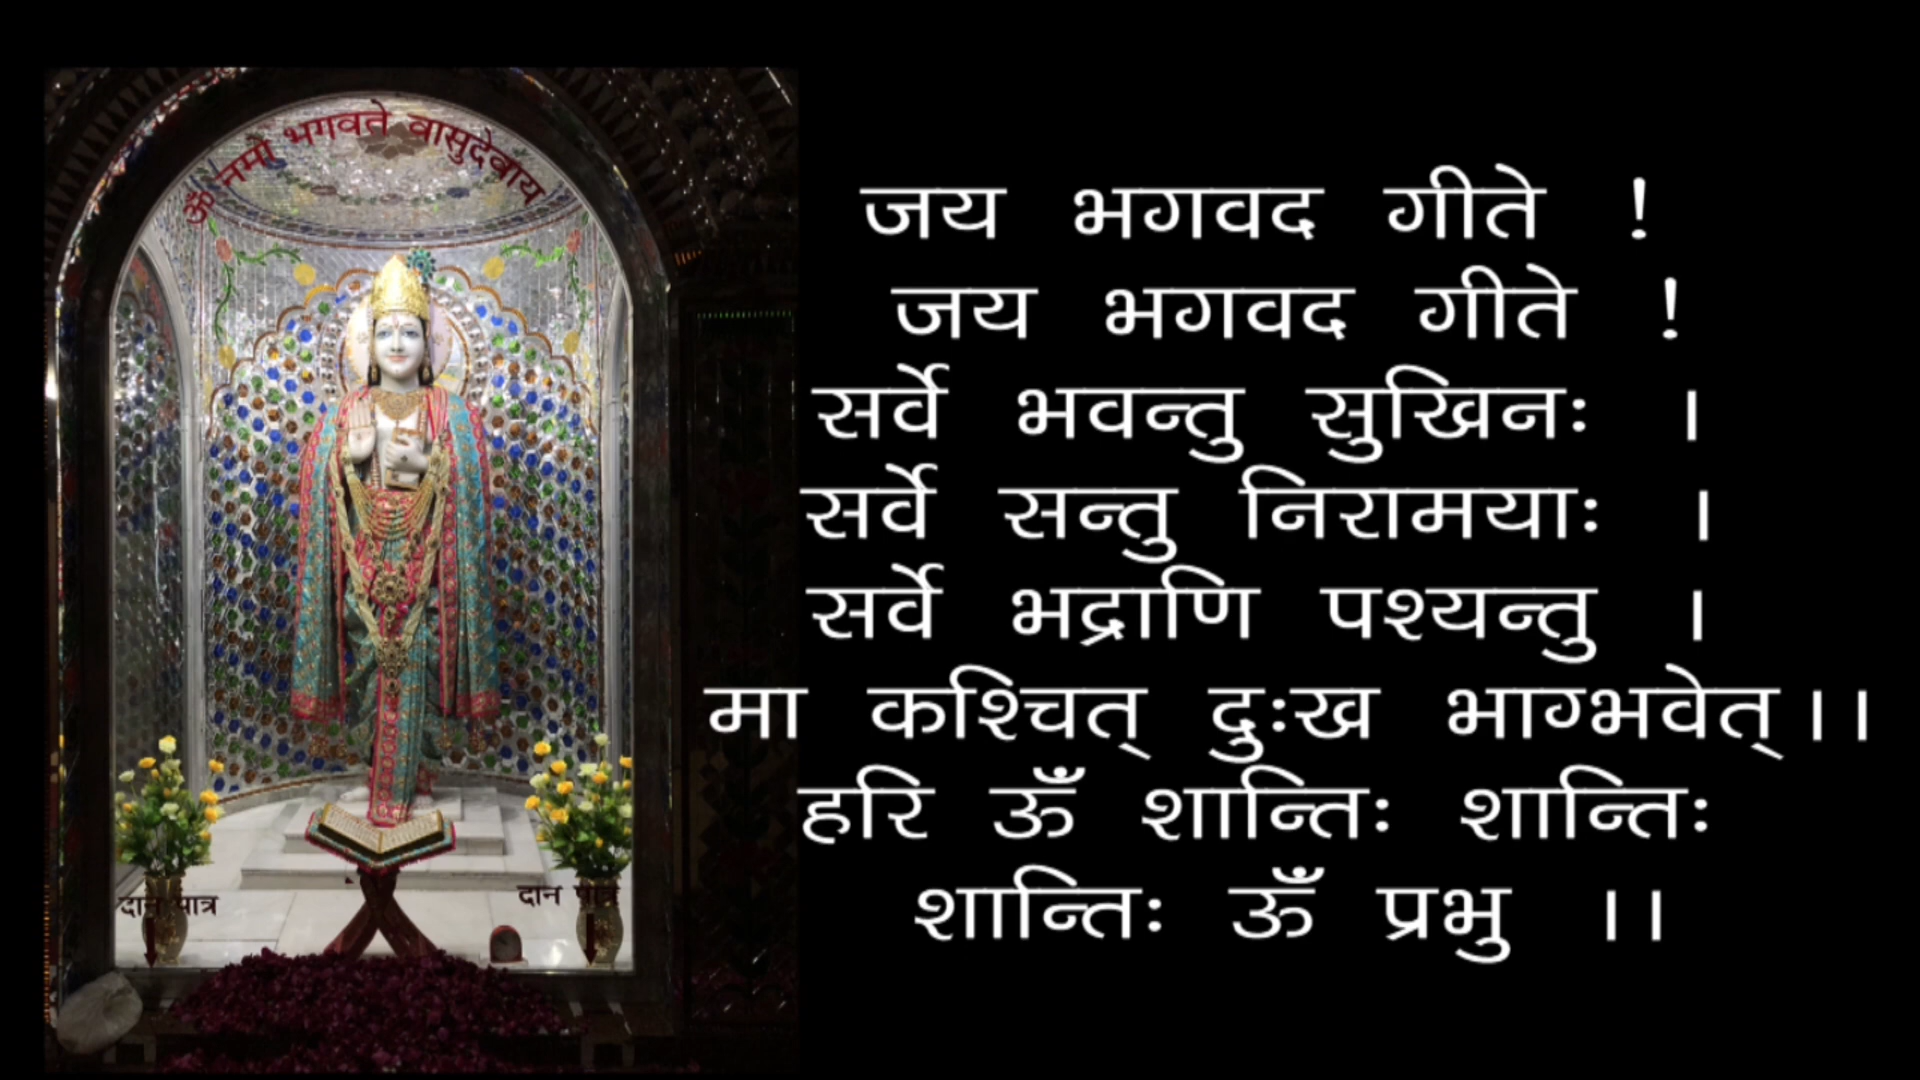 ॐ नमो भगवते वासुदेवाय
दान पात्र
दान पात्र
जय भगवद गीते !
जय भगवद गीते !
सर्वे भवन्तु सुखिनः ।
सर्वे सन्तु निरामयाः ।
सर्वे भद्राणि पश्यन्तु ।
मा कश्चित् दुःख भाग्भवेत्।।
हरि ऊँ शान्तिः शान्तिः
शान्तिः ऊँ प्रभु ।।